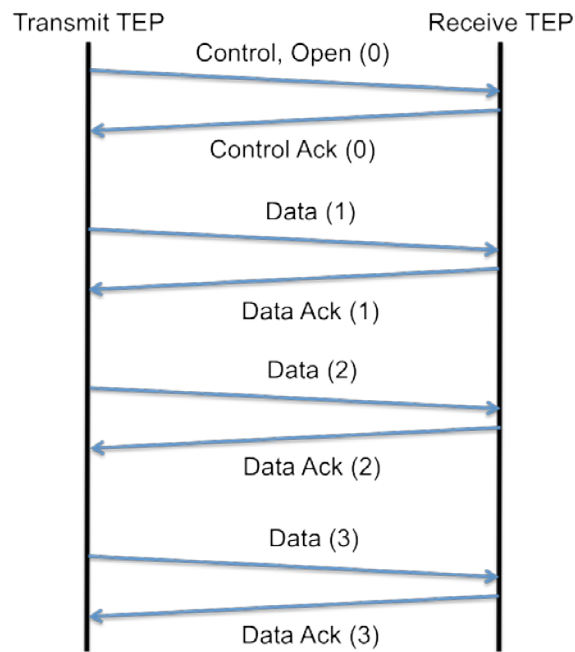 Transmit TEP
Receive TEP
Control, Open (0)
Control Ack (0)
Data (1)
Data Ack (1)
Data (2)
Data Ack (2)
Data (3)
Data Ack (3)